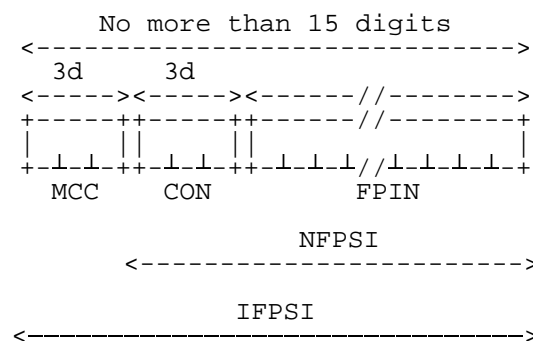 No more than 15 digits
<------------------------------->
3d 3d
<-----><-----><------//-------->
+-----++-----++------//--------+
| || || |
+-┴-┴-++-┴-┴-++-┴-┴-┴//┴-┴-┴-┴-+
MCC CON FPIN
NFPSI
<------------------------>
IFPSI
<------------------------------->